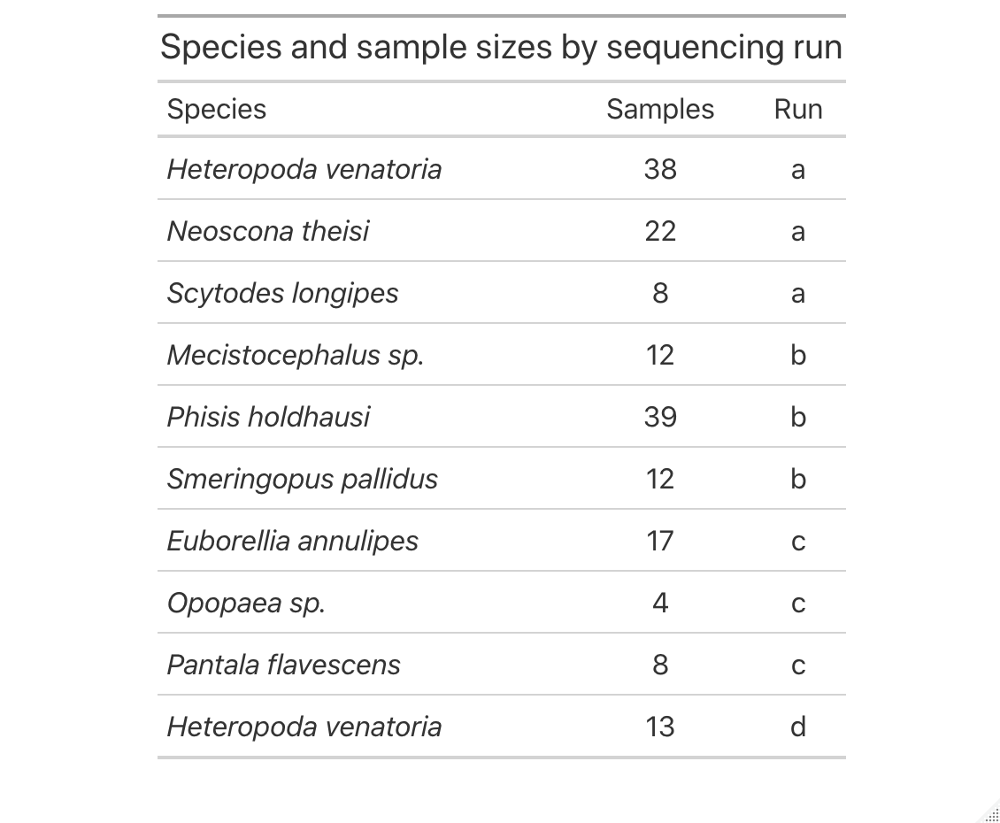 Species and sample sizes by sequencing run
Species Samples Run
Heteropoda venatoria 38 a
Neoscona theisi 22 a
Scytodes longipes 8 a
Mecistocephalus sp. 12 b
Phisis holdhausi 39 b
Smeringopus pallidus 12 b
Euborellia annulipes 17 c
Opopaea sp. 4 c
Pantala flavescens 8 c
Heteropoda venatoria 13 d